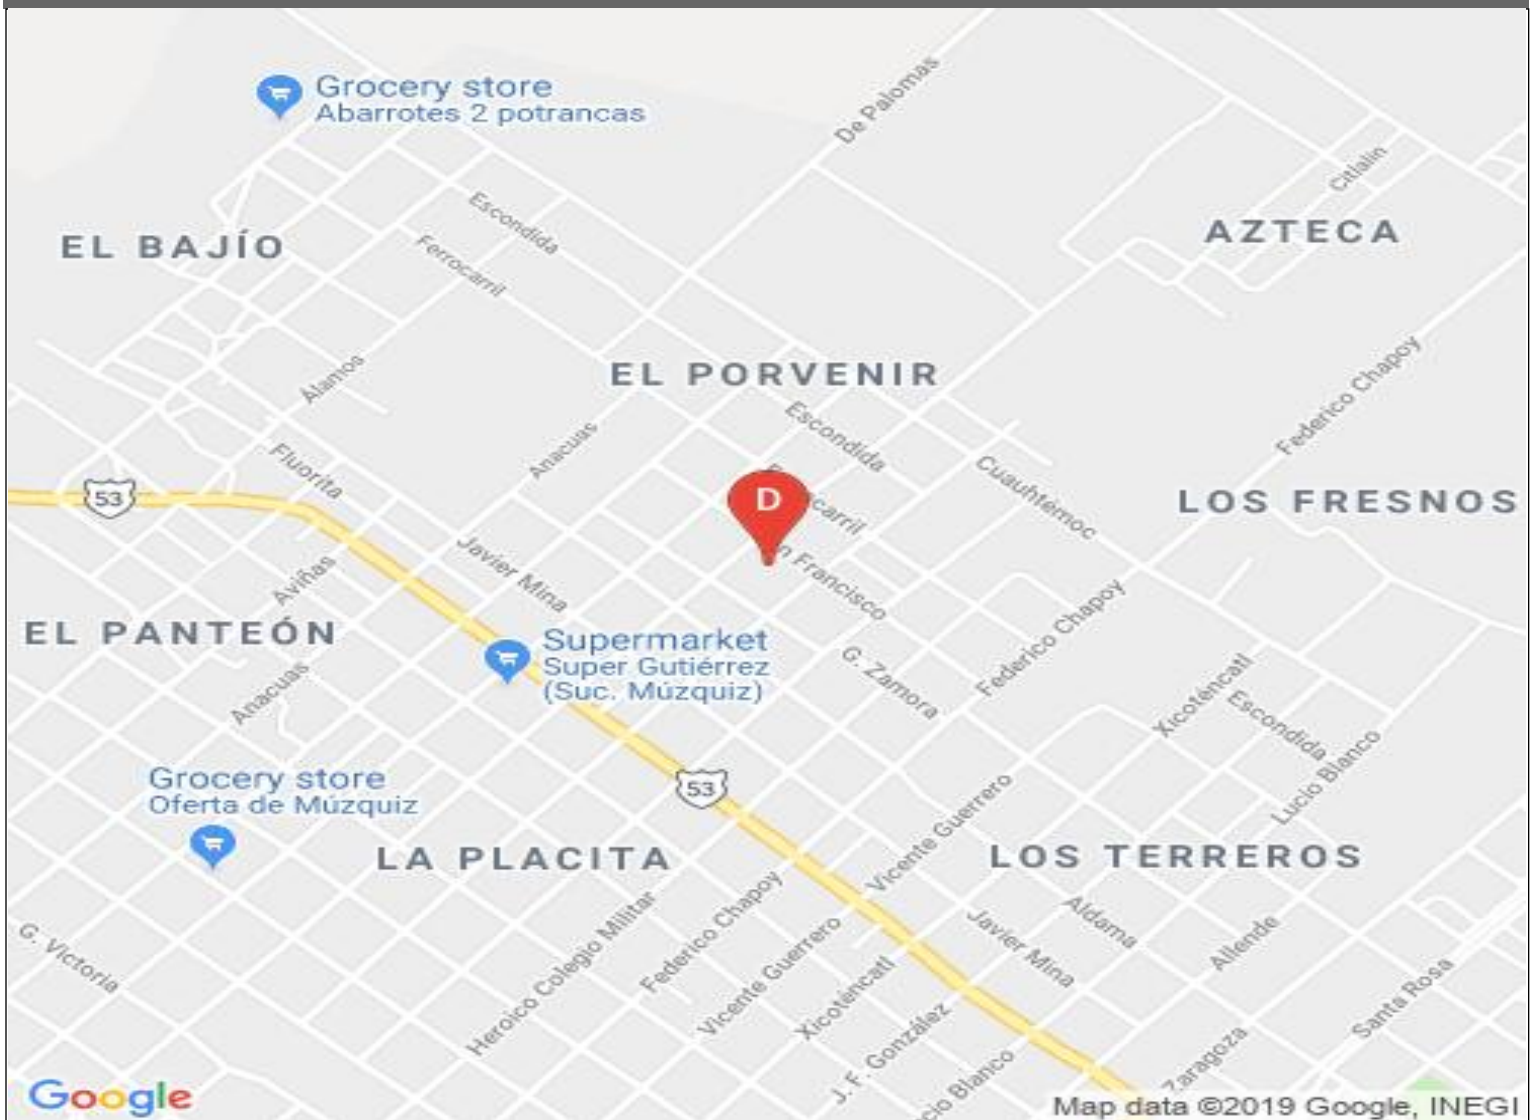 De Palomas
Grocery store
Abarrotes 2 potrancas
Citlalin
Escondida
AZTECA
EL BAJÍO
Ferrocarril
Federico Chapoy
Álamos
EL PORVENIR
Escondida
Anacuas
Fluorita
Cuauhtémoc
53
D
carril
LOS FRESNOS
Francisco
Javier Mina
Aviñas
EL PANTEÓN
Federico Chapoy
Supermarket
Super Gutiérrez
(Suc. Múzquiz)
G. Zamora
Anacuas
Xicoténcatl
Escondida
Lucio Blanco
Grocery store
Oferta de Múzquiz
53
Vicente Guerrero
LA PLACITA
LOS TERREROS
Heroico Colegio Militar
Federico Chapoy
Vicente Guerrero
Javier Mina
Aldama
Allende
G. Victoria
Xicoténcatl
Santa Rosa
J. F. González
Zaragoza
cio Blanco
Google
Map data ©2019 Google, INEGI